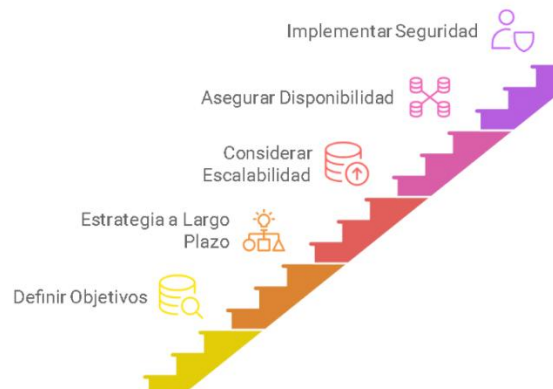 Implementar Seguridad
Asegurar Disponibilidad
Considerar
Escalabilidad
Estrategia a Largo
Plazo
Definir Objetivos